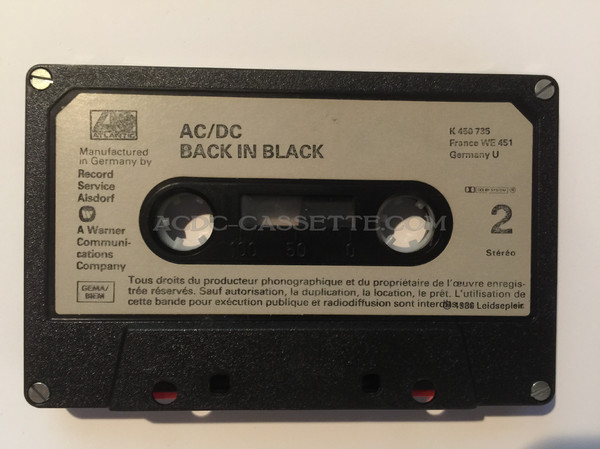 ATLANTIC
Manufactured
in Germany by
Record
Service
Alsdorf
A Warner
Communi-
cations
Company
GEMA/
BIEM
AC/DC
BACK IN BLACK
K 450 735
France WE 451
Germany U
2
Stéréo
ACDC-CASSETTE.COM
100 50 0
Tous droits du producteur phonographique et du propriétaire de l'œuvre enregis-
trée réservés. Sauf autorisation, la duplication, la location, le prêt. L'utilisation de
cette bande pour exécution publique et radiodiffusion sont interdits.
Leidseplein